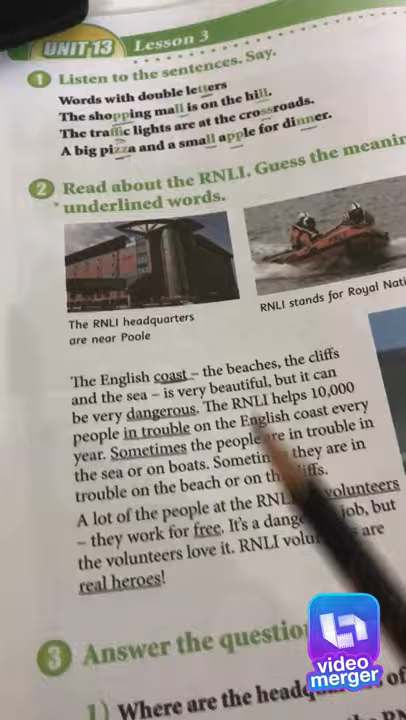 UNIT 13 Lesson 3
1 Listen to the sentences. Say.
Words with double letters
The shopping mall is on the hill.
The traffic lights are at the crossroads.
A big pizza and a small apple for dinner.
2 Read about the RNLI. Guess the
underlined words.
The RNLI headquarters
are near Poole
RNLI stands for Royal
The English coast – the beaches, the cliffs
and the sea – is very beautiful, but it can
be very dangerous. The RNLI helps 10,000
people in trouble on the English coast every
year. Sometimes the people are in trouble in
the sea or on boats. they are in
trouble on the beach or on
A lot of the people at the volunteers
– they work for free. It's a job, but
the volunteers love it. RNLI are
real heroes!
3 Answer the
1) Where are the of
video
merger